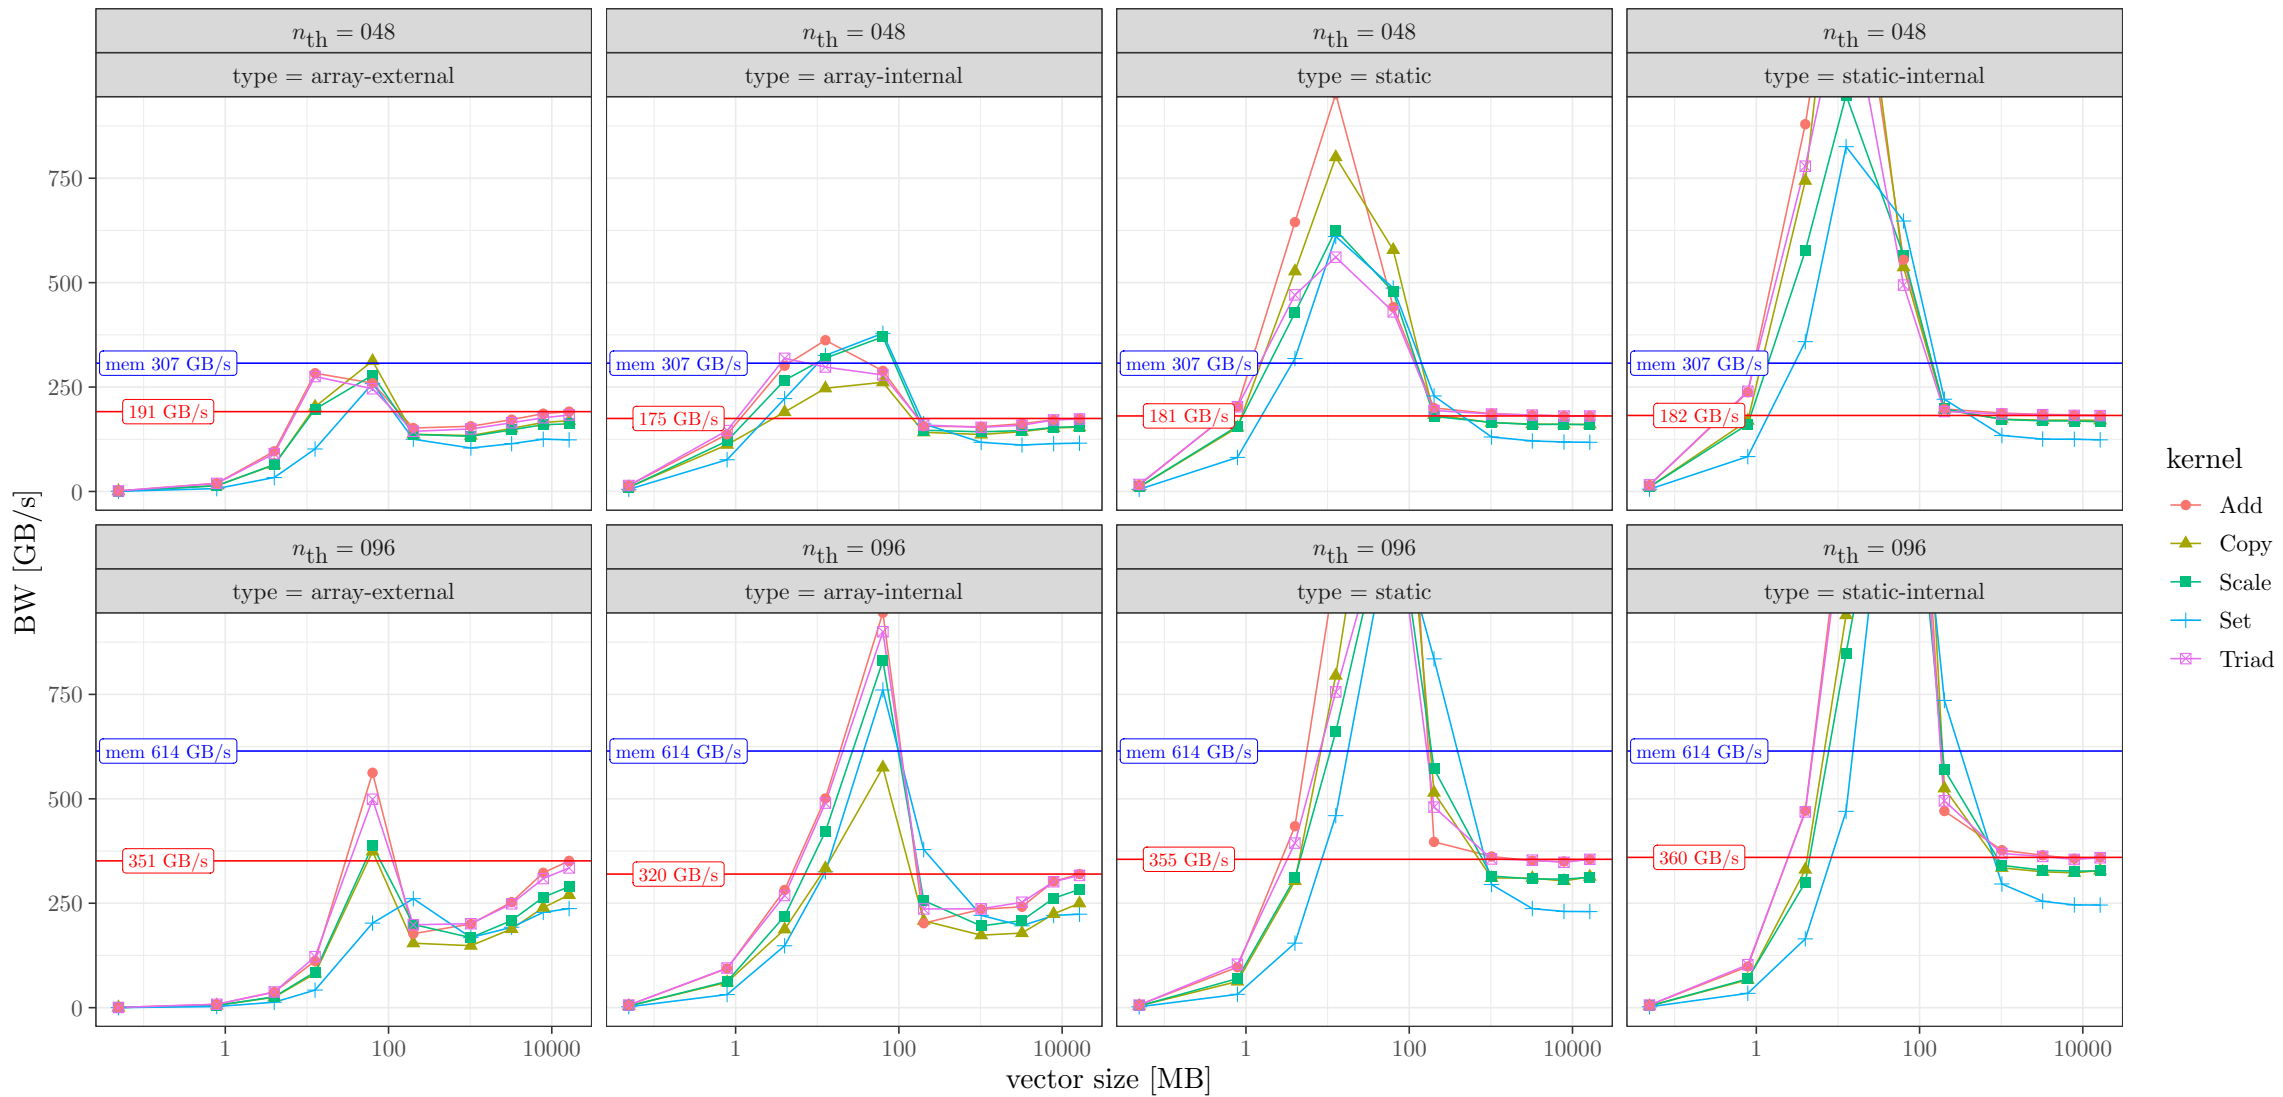 n_th = 048
n_th = 048
n_th = 048
n_th = 048
type = array-external
type = array-internal
type = static
type = static-internal
750
500
250
0
mem 307 GB/s
191 GB/s
mem 307 GB/s
175 GB/s
mem 307 GB/s
181 GB/s
mem 307 GB/s
182 GB/s
n_th = 096
n_th = 096
n_th = 096
n_th = 096
type = array-external
type = array-internal
type = static
type = static-internal
750
500
250
0
mem 614 GB/s
351 GB/s
mem 614 GB/s
320 GB/s
mem 614 GB/s
355 GB/s
mem 614 GB/s
360 GB/s
1
100
10000
1
100
10000
1
100
10000
1
100
10000
vector size [MB]
BW [GB/s]
kernel
Add
Copy
Scale
Set
Triad